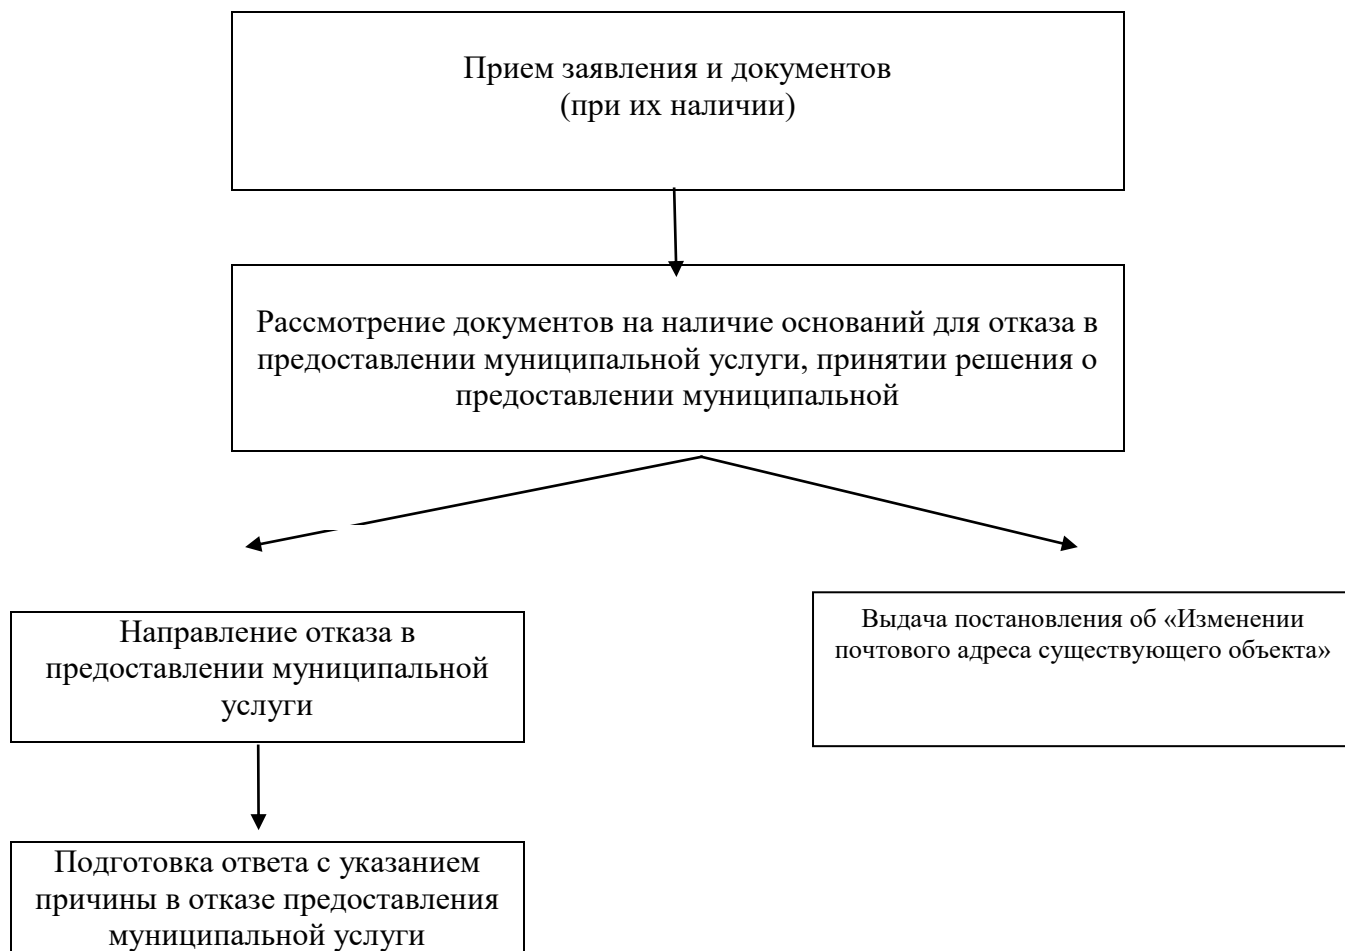 Прием заявления и документов
(при их наличии)
Рассмотрение документов на наличие оснований для отказа в
предоставлении муниципальной услуги, принятии решения о
предоставлении муниципальной
Направление отказа в
предоставлении муниципальной
услуги
Выдача постановления об «Изменении
почтового адреса существующего объекта»
Подготовка ответа с указанием
причины в отказе предоставления
муниципальной услуги